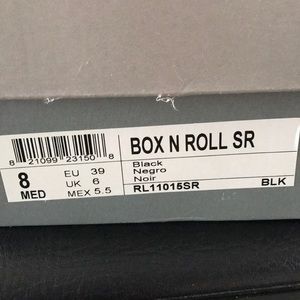 8 21099 23150 8
BOX N ROLL SR
Black
Negro
Noir
8
MED
EU 39
UK 6
MEX 5.5
RL11015SR BLK